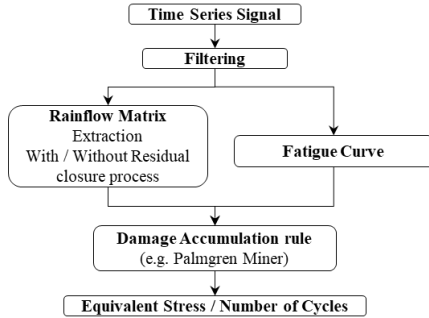 Time Series Signal
Filtering
Rainflow Matrix
Extraction
With / Without Residual
closure process
Fatigue Curve
Damage Accumulation rule
(e.g. Palmgren Miner)
Equivalent Stress / Number of Cycles